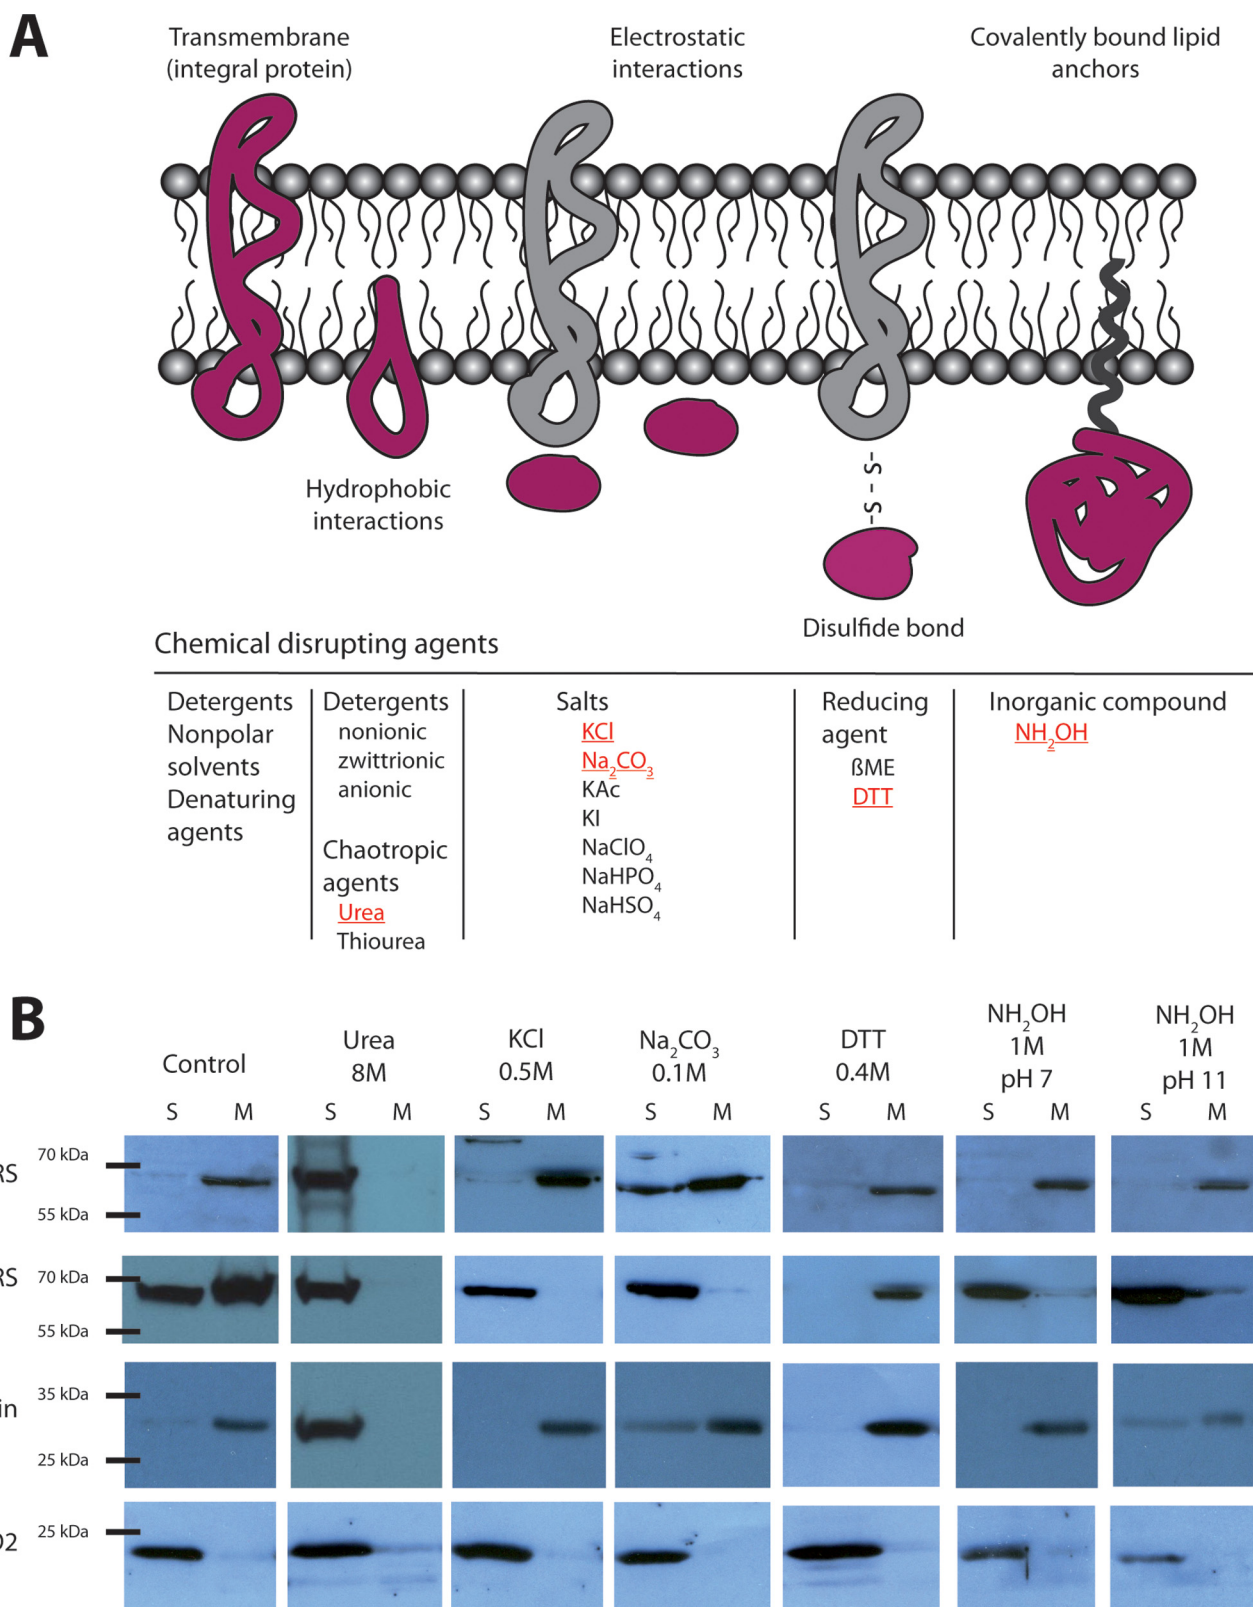 A
Transmembrane
(integral protein)
Electrostatic
interactions
Covalently bound lipid
anchors
Hydrophobic
interactions
-S - S-
Disulfide bond
Chemical disrupting agents
Detergents
Nonpolar
solvents
Denaturing
agents
Detergents
nonionic
zwittrionic
anionic
Chaotropic
agents
Urea
Thiourea
Salts
KCl
Na₂CO₃
KAc
KI
NaClO₄
NaHPO₄
NaHSO₄
Reducing
agent
ßME
DTT
Inorganic compound
NH₂OH
B
Control
Urea
8M
KCl
0.5M
Na₂CO₃
0.1M
DTT
0.4M
NH₂OH
1M
pH 7
NH₂OH
1M
pH 11
S M S M S M S M S M S M S M
RS
70 kDa
55 kDa
RS
70 kDa
55 kDa
in
35 kDa
25 kDa
25 kDa